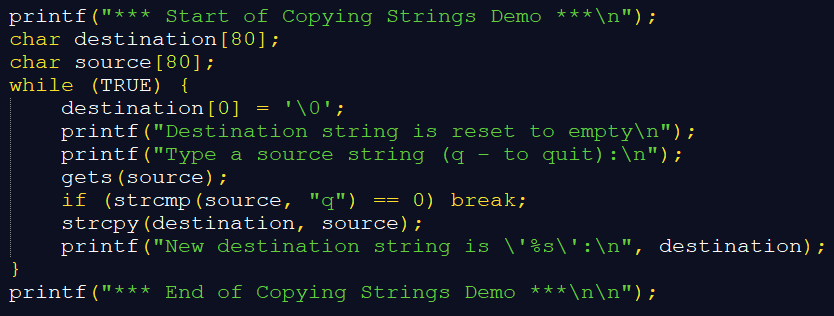 printf("*** Start of Copying Strings Demo ***\n");
char destination[80];
char source[80];
while (TRUE) {
    destination[0] = '\0';
    printf("Destination string is reset to empty\n");
    printf("Type a source string (q - to quit):\n");
    gets(source);
    if (strcmp(source, "q") == 0) break;
    strcpy(destination, source);
    printf("New destination string is \'%s\':\n", destination);
}
printf("*** End of Copying Strings Demo ***\n\n");